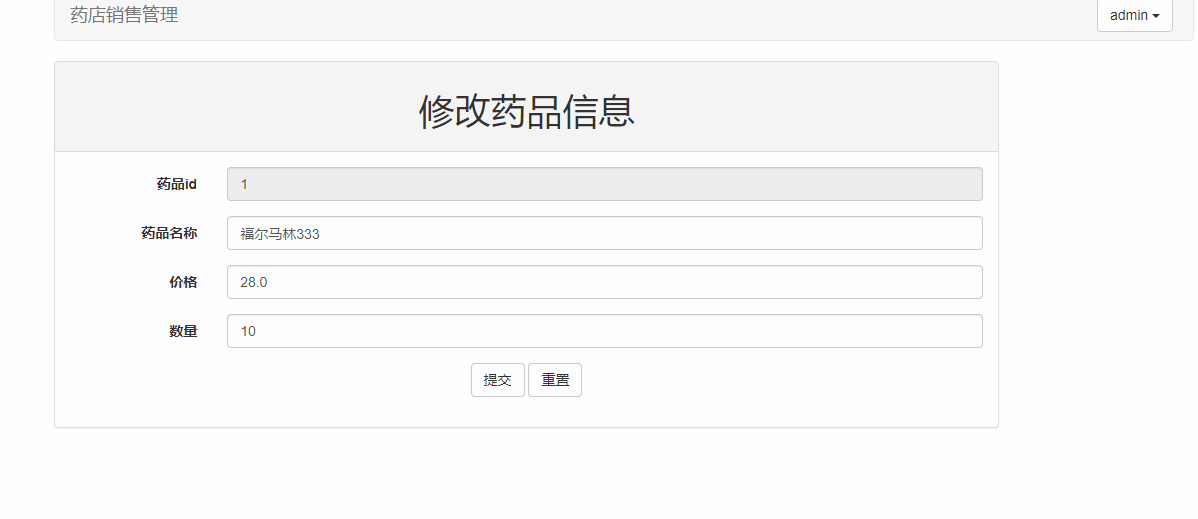 药店销售管理
admin
修改药品信息
药品id
1
药品名称
福尔马林333
价格
28.0
数量
10
提交 重置